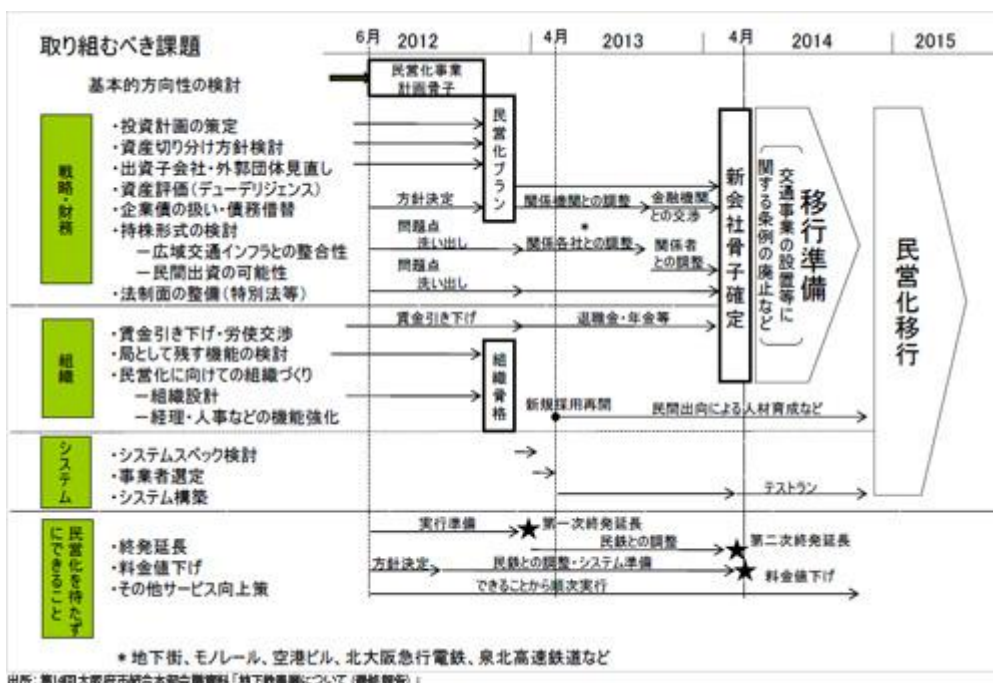 取り組むべき課題
6月 2012 4月 2013 4月 2014 2015
基本的方向性の検討
民営化事業
計画骨子
戦略・財務
・投資計画の策定
・資産切り分け方針検討
・出資子会社・外郭団体見直し
・資産評価(デューデリジェンス)
・企業債の扱い・債務借替
・持株形式の検討
－広域交通インフラとの整合性
－民間出資の可能性
・法制面の整備(特別法等)
民営化プラン
方針決定
関係機関との調整
金融機関
との交渉
問題点
洗い出し
*
関係各社との調整
関係者
との調整
問題点
洗い出し
新会社骨子確定
移行準備
交通事業の設置等に
関する条例の廃止など
民営化移行
組織
・賃金引き下げ・労使交渉
・局として残す機能の検討
・民営化に向けての組織づくり
－組織設計
－経理・人事などの機能強化
賃金引き下げ
退職金・年金等
組織骨格
新規採用再開
民間出向による人材育成など
システム
・システムスペック検討
・事業者選定
・システム構築
テストラン
民営化を待たず
にできること
・終発延長
・料金値下げ
・その他サービス向上策
実行準備
★第一次終発延長
民鉄との調整
★第二次終発延長
方針決定
民鉄との調整・システム準備
★料金値下げ
できることから順次実行
*地下街、モノレール、空港ビル、北大阪急行電鉄、泉北高速鉄道など